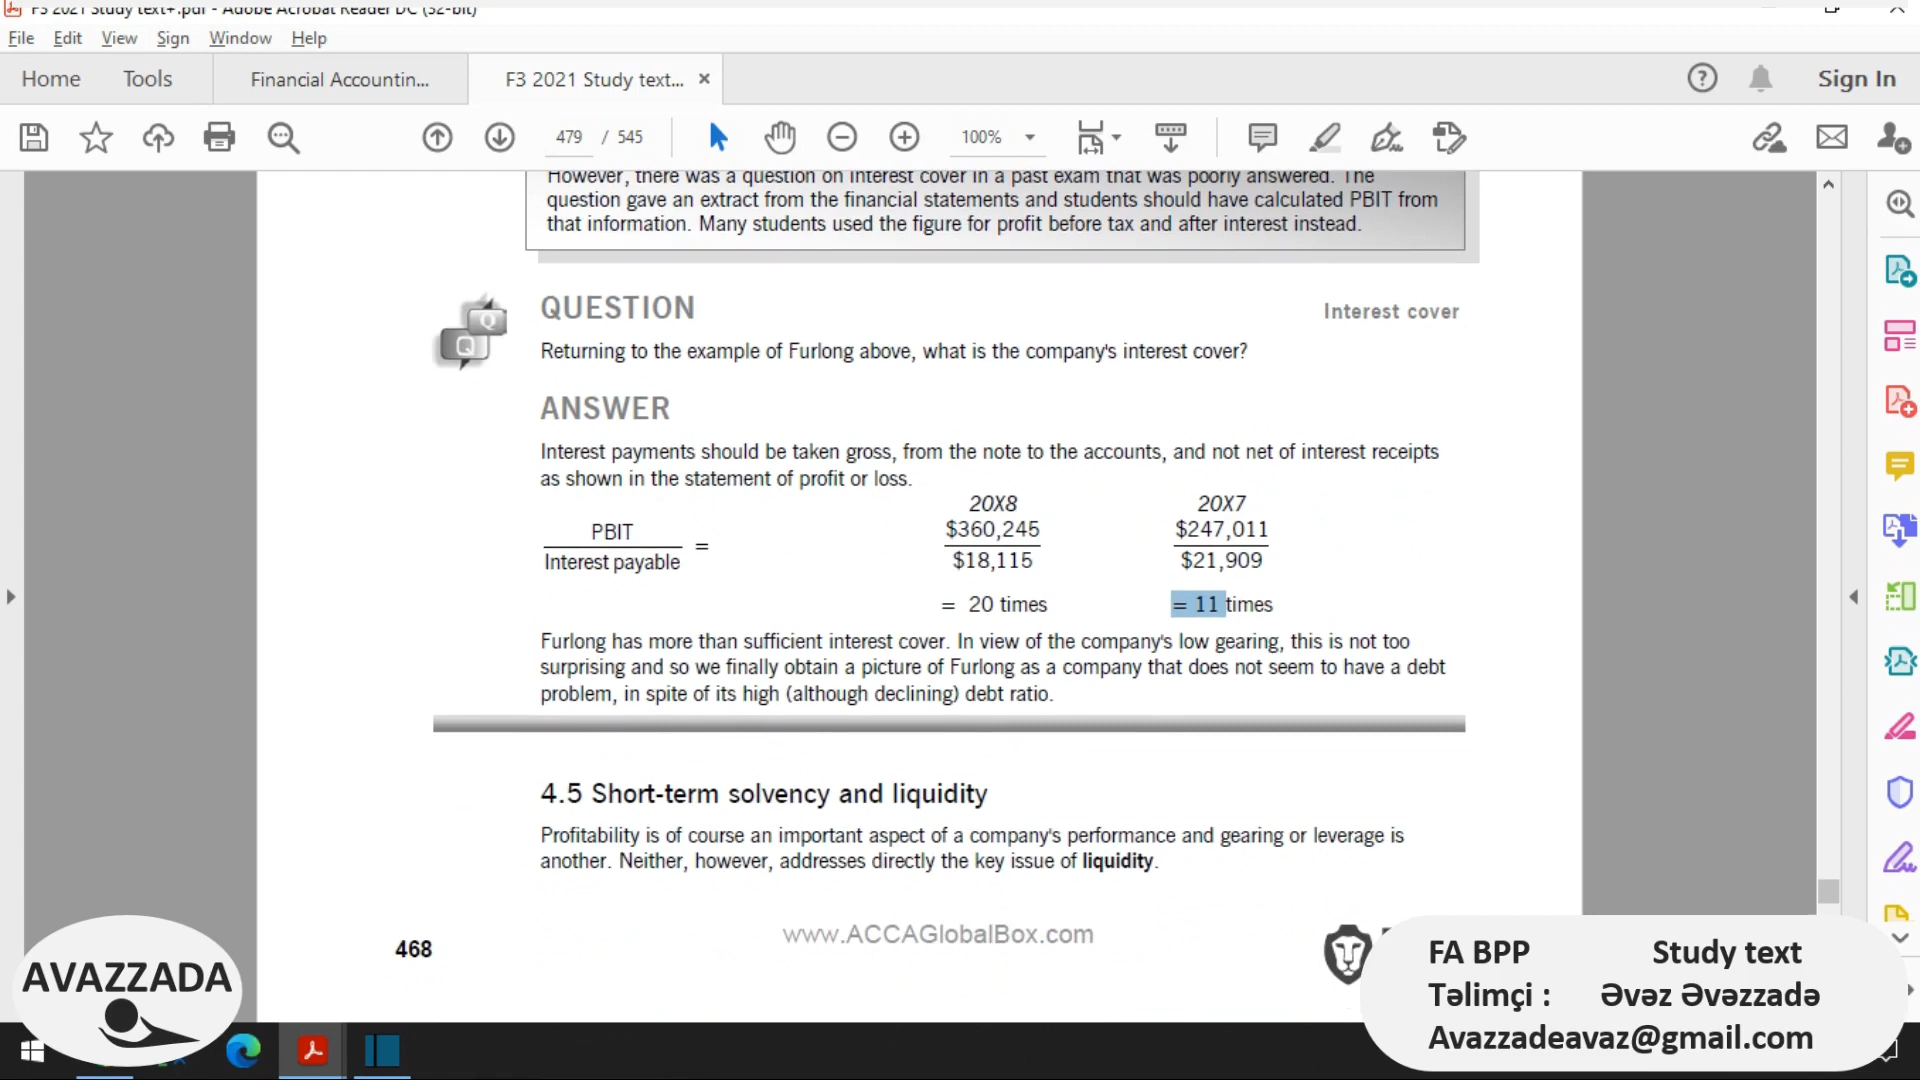 F3 2021 Study text+.pdf - Adobe Acrobat Reader DC (32-bit)
File Edit View Sign Window Help
Home Tools Financial Accountin... F3 2021 Study text... × Sign In
479 / 545 100%
However, there was a question on interest cover in a past exam that was poorly answered. The
question gave an extract from the financial statements and students should have calculated PBIT from
that information. Many students used the figure for profit before tax and after interest instead.
QUESTION Interest cover
Returning to the example of Furlong above, what is the company's interest cover?
ANSWER
Interest payments should be taken gross, from the note to the accounts, and not net of interest receipts
as shown in the statement of profit or loss.
20X8 20X7
PBIT $360,245 $247,011
=
Interest payable $18,115 $21,909
= 20 times = 11 times
Furlong has more than sufficient interest cover. In view of the company's low gearing, this is not too
surprising and so we finally obtain a picture of Furlong as a company that does not seem to have a debt
problem, in spite of its high (although declining) debt ratio.
4.5 Short-term solvency and liquidity
Profitability is of course an important aspect of a company's performance and gearing or leverage is
another. Neither, however, addresses directly the key issue of liquidity.
www.ACCAGlobalBox.com
468
AVAZZADA
FA BPP Study text
Təlimçi : Əvəz Əvəzzadə
Avazzadeavaz@gmail.com